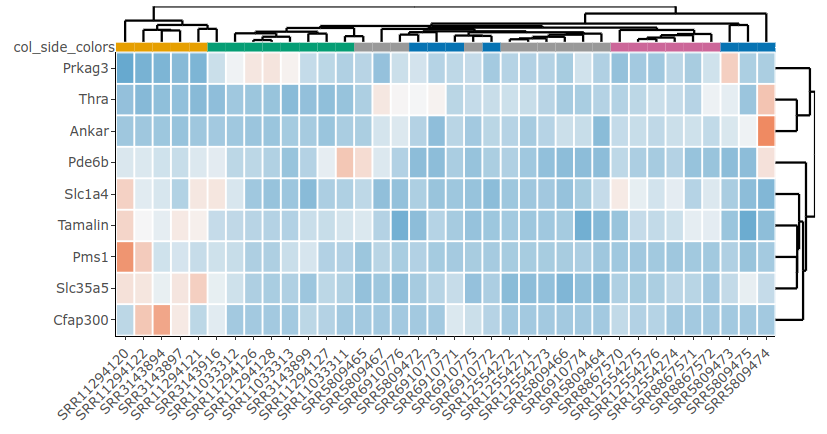 col_side_colors
Prkag3
Thra
Ankar
Pde6b
Slc1a4
Tamalin
Pms1
Slc35a5
Cfap300
SRR11294120
SRR11294122
SRR3143894
SRR3143897
SRR11294121
SRR3143916
SRR11033312
SRR11294126
SRR11294128
SRR11033313
SRR3143899
SRR11294127
SRR11033311
SRR5809465
SRR5809467
SRR6910776
SRR5809472
SRR6910773
SRR6910771
SRR6910775
SRR6910772
SRR12554272
SRR12554271
SRR12554273
SRR5809466
SRR6910774
SRR5809464
SRR8867570
SRR12554275
SRR12554276
SRR12554274
SRR8867571
SRR8867572
SRR5809473
SRR5809475
SRR5809474